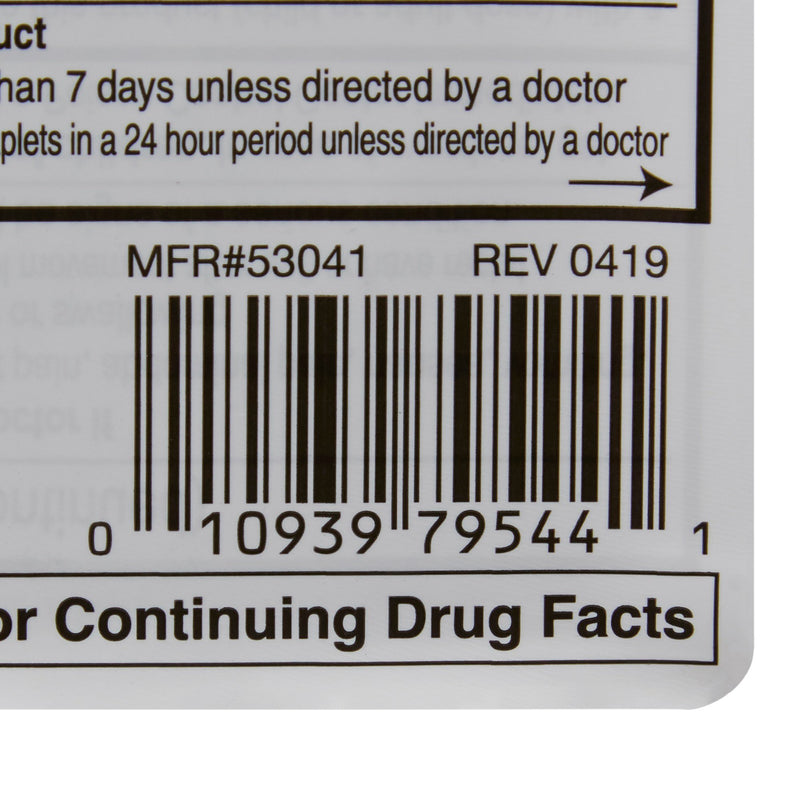 uct
han 7 days unless directed by a doctor
plets in a 24 hour period unless directed by a doctor
MFR#53041 REV 0419
0 10939 79544 1
or Continuing Drug Facts